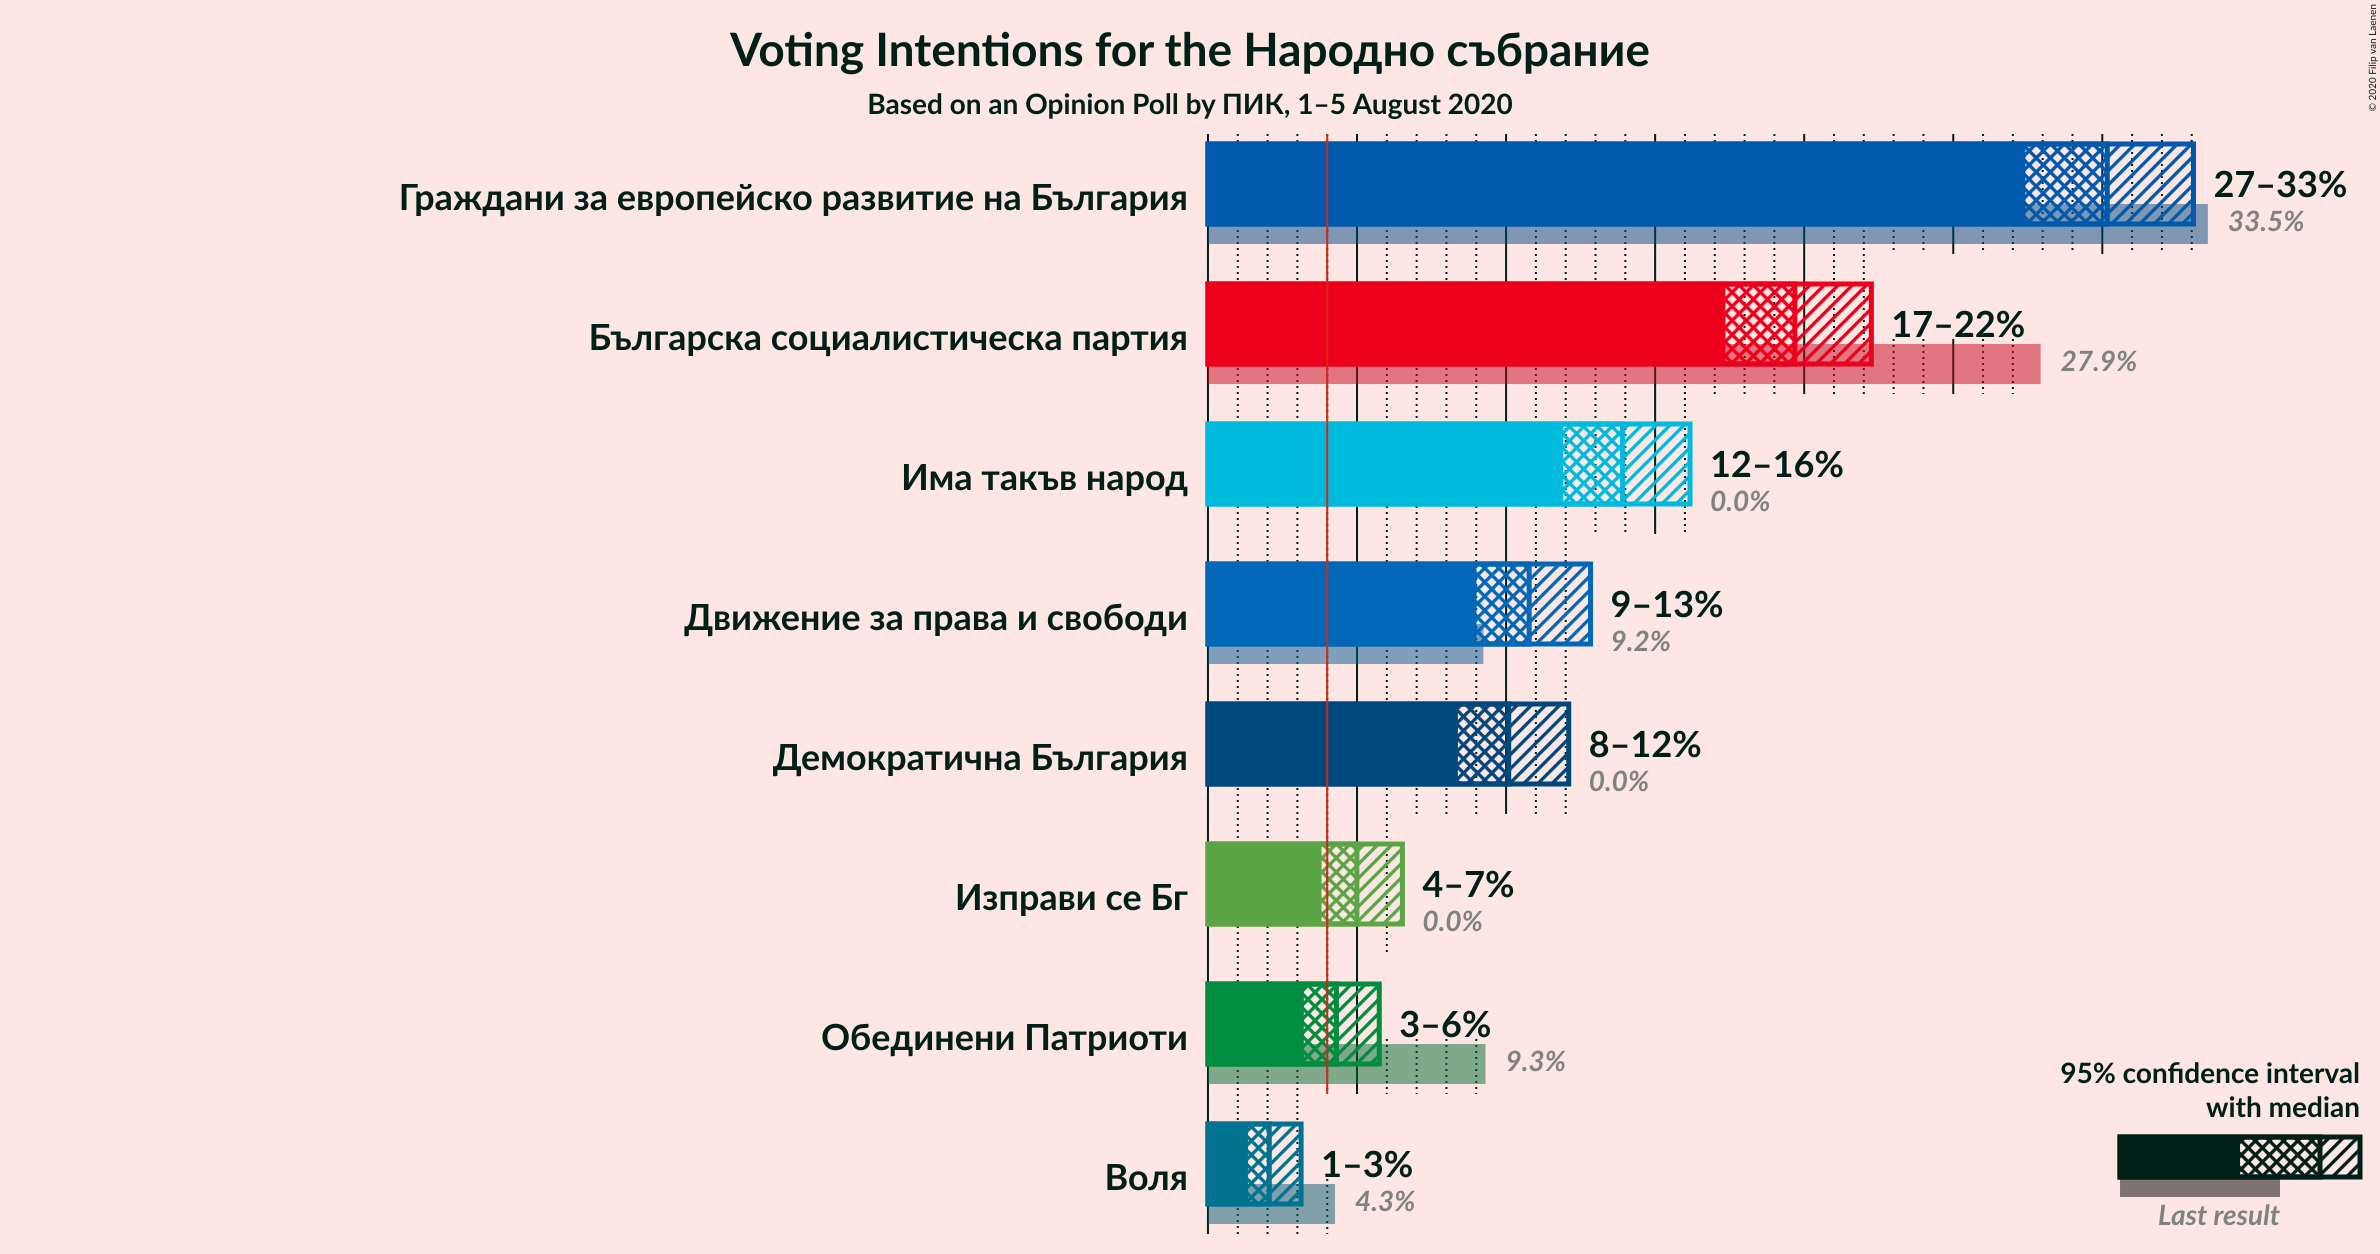 Voting Intentions for the Народно събрание
Based on an Opinion Poll by ПИК, 1–5 August 2020
© 2020 Filip van Laenen
Граждани за европейско развитие на България
27–33%
33.5%
Българска социалистическа партия
17–22%
27.9%
Има такъв народ
12–16%
0.0%
Движение за права и свободи
9–13%
9.2%
Демократична България
8–12%
0.0%
Изправи се Бг
4–7%
0.0%
Обединени Патриоти
3–6%
9.3%
Воля
1–3%
4.3%
95% confidence interval
with median
Last result